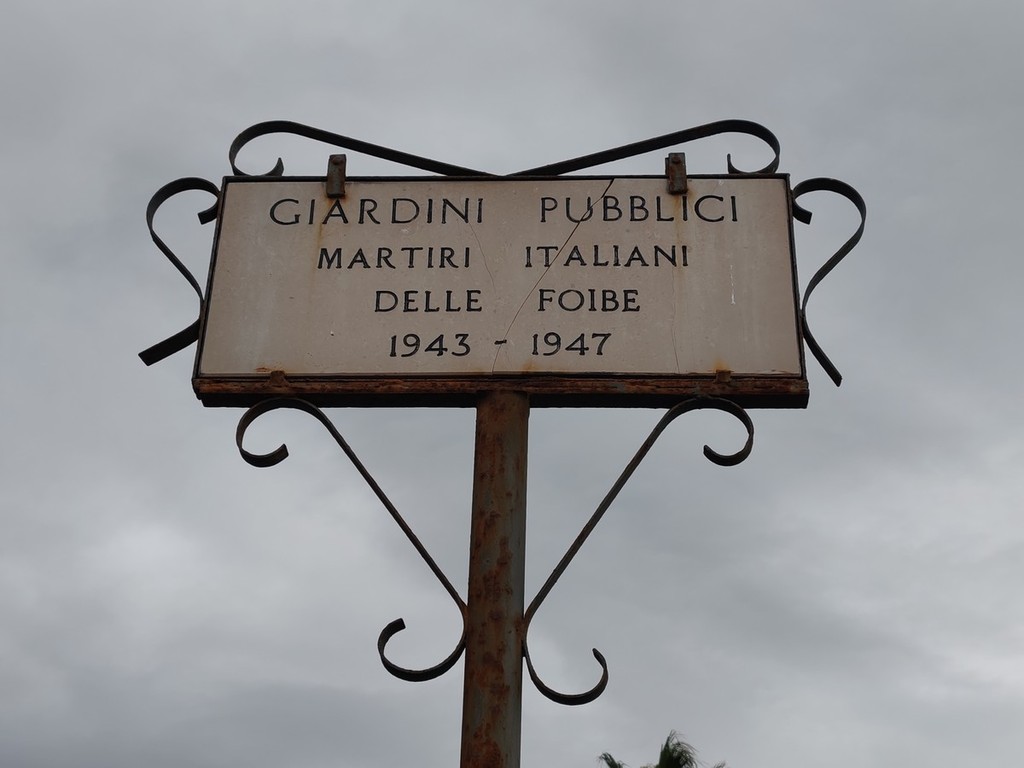 GIARDINI PUBBLICI
MARTIRI ITALIANI
DELLE FOIBE
1943 - 1947